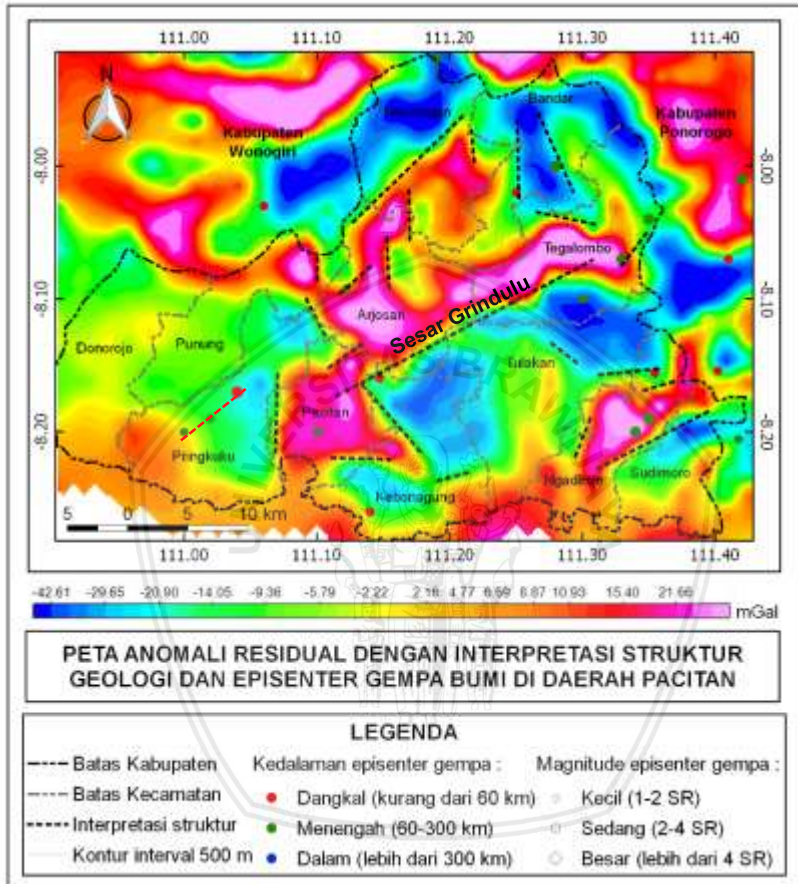 111.00 111.10 111.20 111.30 111.40
N
Bandar
Kabupaten
Wonogiri
Kabupaten
Ponorogo
-8.00 -8.00
Tegalombo
-8.10 -8.10
Arjosari
Sesar Grindulu
Donorojo
Punung
Tulakan
Pacitan
-8.20 -8.20
Pringkuku
Kebonagung
Ngadirojo
Sudimoro
5 0 5 10 km
111.00 111.10 111.20 111.30 111.40
-42.61 -29.65 -20.90 -14.05 -9.36 -5.79 -2.22 2.16 4.77 6.69 8.87 10.93 15.40 21.66
mGal
PETA ANOMALI RESIDUAL DENGAN INTERPRETASI STRUKTUR
GEOLOGI DAN EPISENTER GEMPA BUMI DI DAERAH PACITAN
LEGENDA
Batas Kabupaten Kedalaman episenter gempa : Magnitude episenter gempa :
Batas Kecamatan Dangkal (kurang dari 60 km) Kecil (1-2 SR)
Interpretasi struktur Menengah (60-300 km) Sedang (2-4 SR)
Kontur interval 500 m Dalam (lebih dari 300 km) Besar (lebih dari 4 SR)